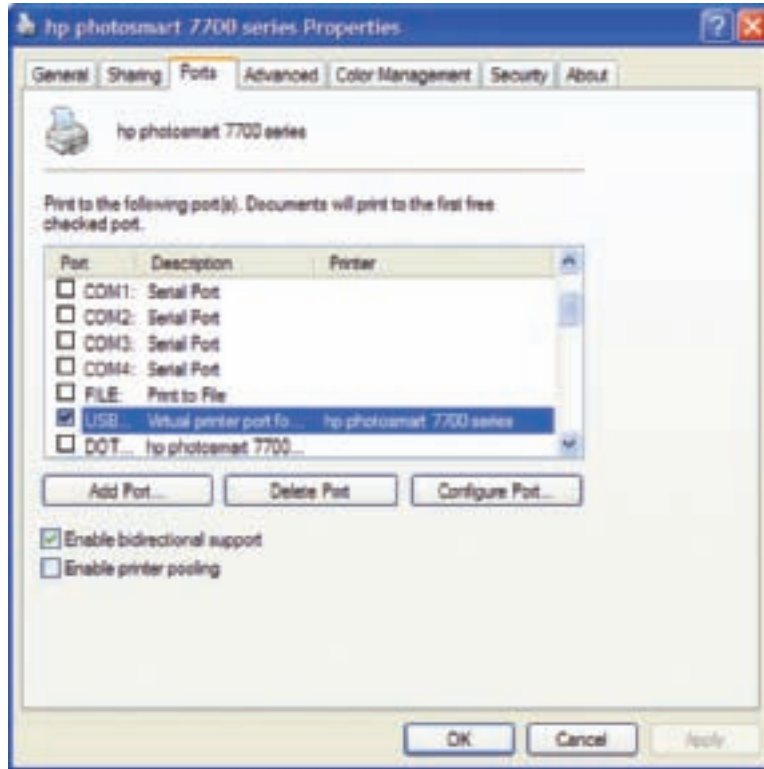 hp photosmart 7700 series Properties
General Sharing Ports Advanced Color Management Security About
hp photosmart 7700 series
Print to the following port(s). Documents will print to the first free
checked port.
Port Description Printer
COM1: Serial Port
COM2: Serial Port
COM3: Serial Port
COM4: Serial Port
FILE: Print to File
USB... Virtual printer port fo... hp photosmart 7700 series
DOT... hp photosmart 7700...
Add Port... Delete Port Configure Port...
Enable bidirectional support
Enable printer pooling
OK Cancel Apply